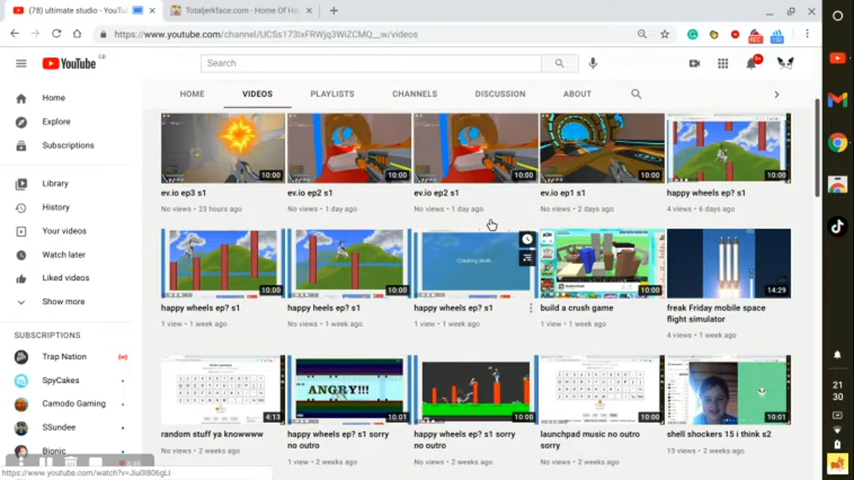 (78) ultimate studio - YouTu
Totaljerkface.com - Home Of Ha
https://www.youtube.com/channel/UCSs173IxFRWjq3WiZCMQ__w/videos
YouTube GB
Search
9+
HOME VIDEOS PLAYLISTS CHANNELS DISCUSSION ABOUT
Home
Explore
Subscriptions
Library
History
Your videos
Watch later
Liked videos
Show more
SUBSCRIPTIONS
Trap Nation
SpyCakes
Camodo Gaming
SSundee
Bionic
10:00
ev.io ep3 s1
No views • 23 hours ago
10:00
ev.io ep2 s1
No views • 1 day ago
10:00
ev.io ep2 s1
No views • 1 day ago
10:00
ev.io ep1 s1
No views • 2 days ago
10:00
happy wheels ep? s1
4 views • 6 days ago
10:00
happy wheels ep? s1
1 view • 1 week ago
10:00
happy heels ep? s1
No views • 1 week ago
Creating level...
happy wheels ep? s1
1 view • 1 week ago
10:00
build a crush game
1 view • 1 week ago
14:29
freak Friday mobile space
flight simulator
4 views • 1 week ago
4:13
random stuff ya knowwww
No views • 2 weeks ago
ANGRY!!!
10:01
happy wheels ep? s1 sorry
no outro
1 view • 2 weeks ago
10:00
happy wheels ep? s1 sorry
no outro
No views • 2 weeks ago
10:00
launchpad music no outro
sorry
No views • 2 weeks ago
10:01
shell shockers 15 i think s2
13 views • 2 weeks ago
21
30